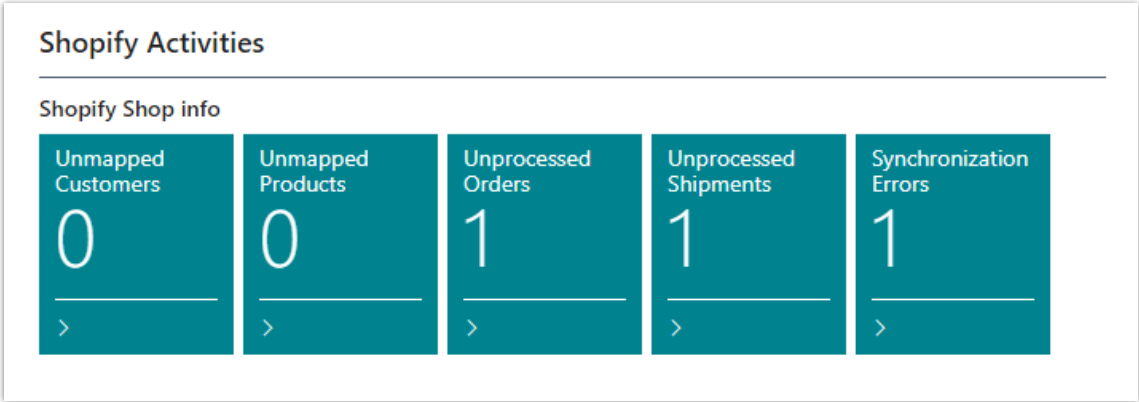 Shopify Activities
Shopify Shop info
Unmapped
Customers
0
Unmapped
Products
0
Unprocessed
Orders
1
Unprocessed
Shipments
1
Synchronization
Errors
1